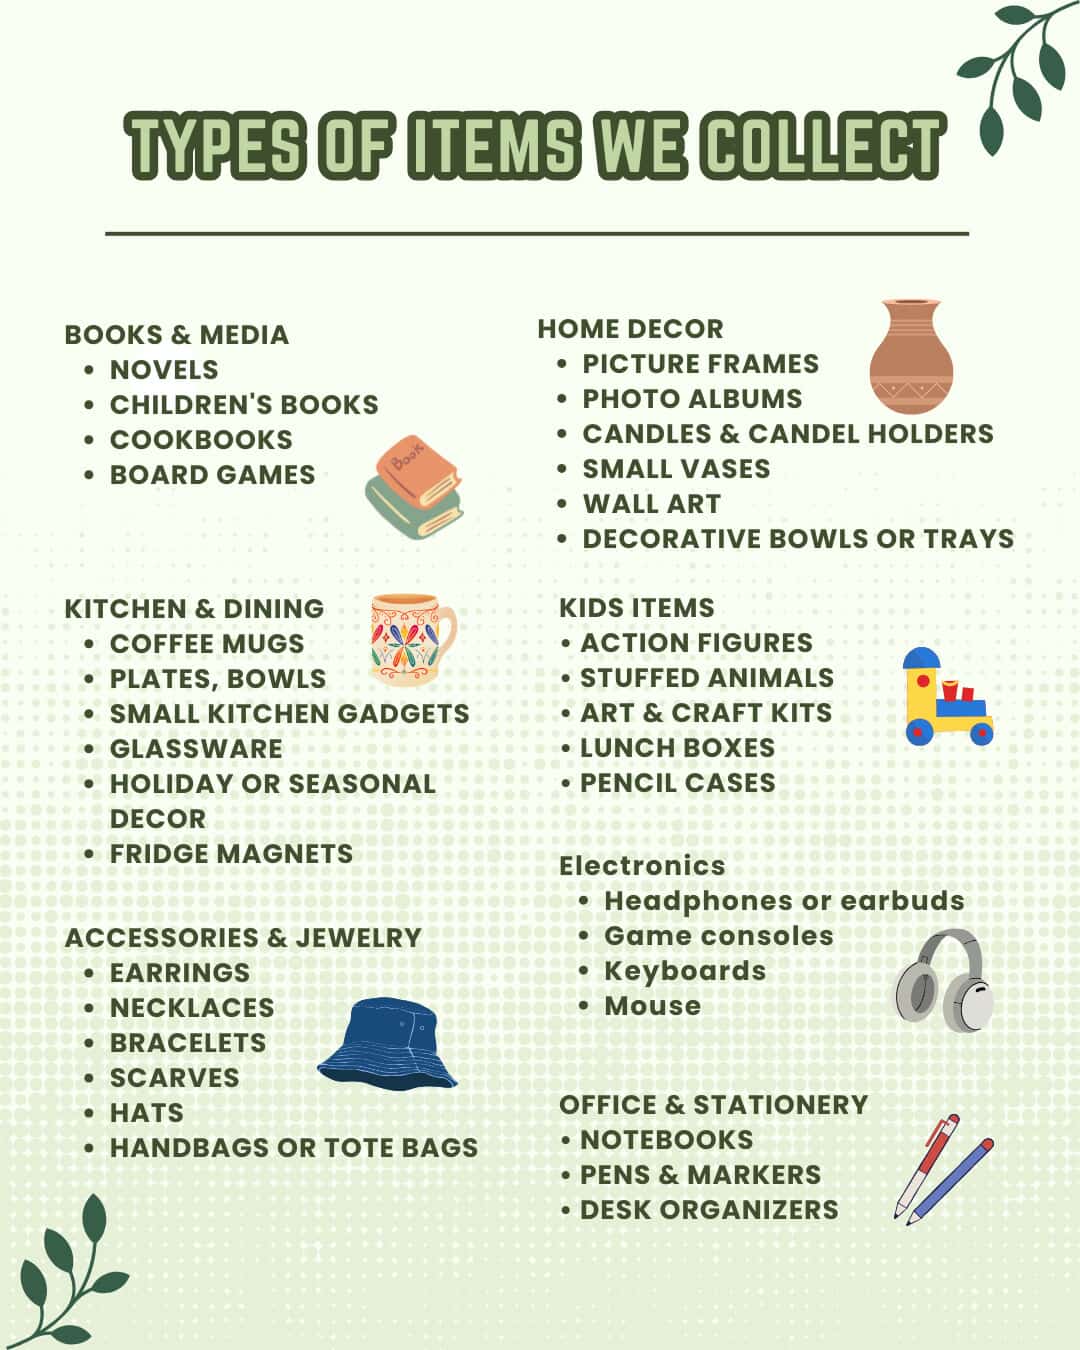 TYPES OF ITEMS WE COLLECT
BOOKS & MEDIA
• NOVELS
• CHILDREN'S BOOKS
• COOKBOOKS
• BOARD GAMES
Book
KITCHEN & DINING
• COFFEE MUGS
• PLATES, BOWLS
• SMALL KITCHEN GADGETS
• GLASSWARE
• HOLIDAY OR SEASONAL
DECOR
• FRIDGE MAGNETS
ACCESSORIES & JEWELRY
• EARRINGS
• NECKLACES
• BRACELETS
• SCARVES
• HATS
• HANDBAGS OR TOTE BAGS
HOME DECOR
• PICTURE FRAMES
• PHOTO ALBUMS
• CANDLES & CANDEL HOLDERS
• SMALL VASES
• WALL ART
• DECORATIVE BOWLS OR TRAYS
KIDS ITEMS
• ACTION FIGURES
• STUFFED ANIMALS
• ART & CRAFT KITS
• LUNCH BOXES
• PENCIL CASES
Electronics
• Headphones or earbuds
• Game consoles
• Keyboards
• Mouse
OFFICE & STATIONERY
• NOTEBOOKS
• PENS & MARKERS
• DESK ORGANIZERS